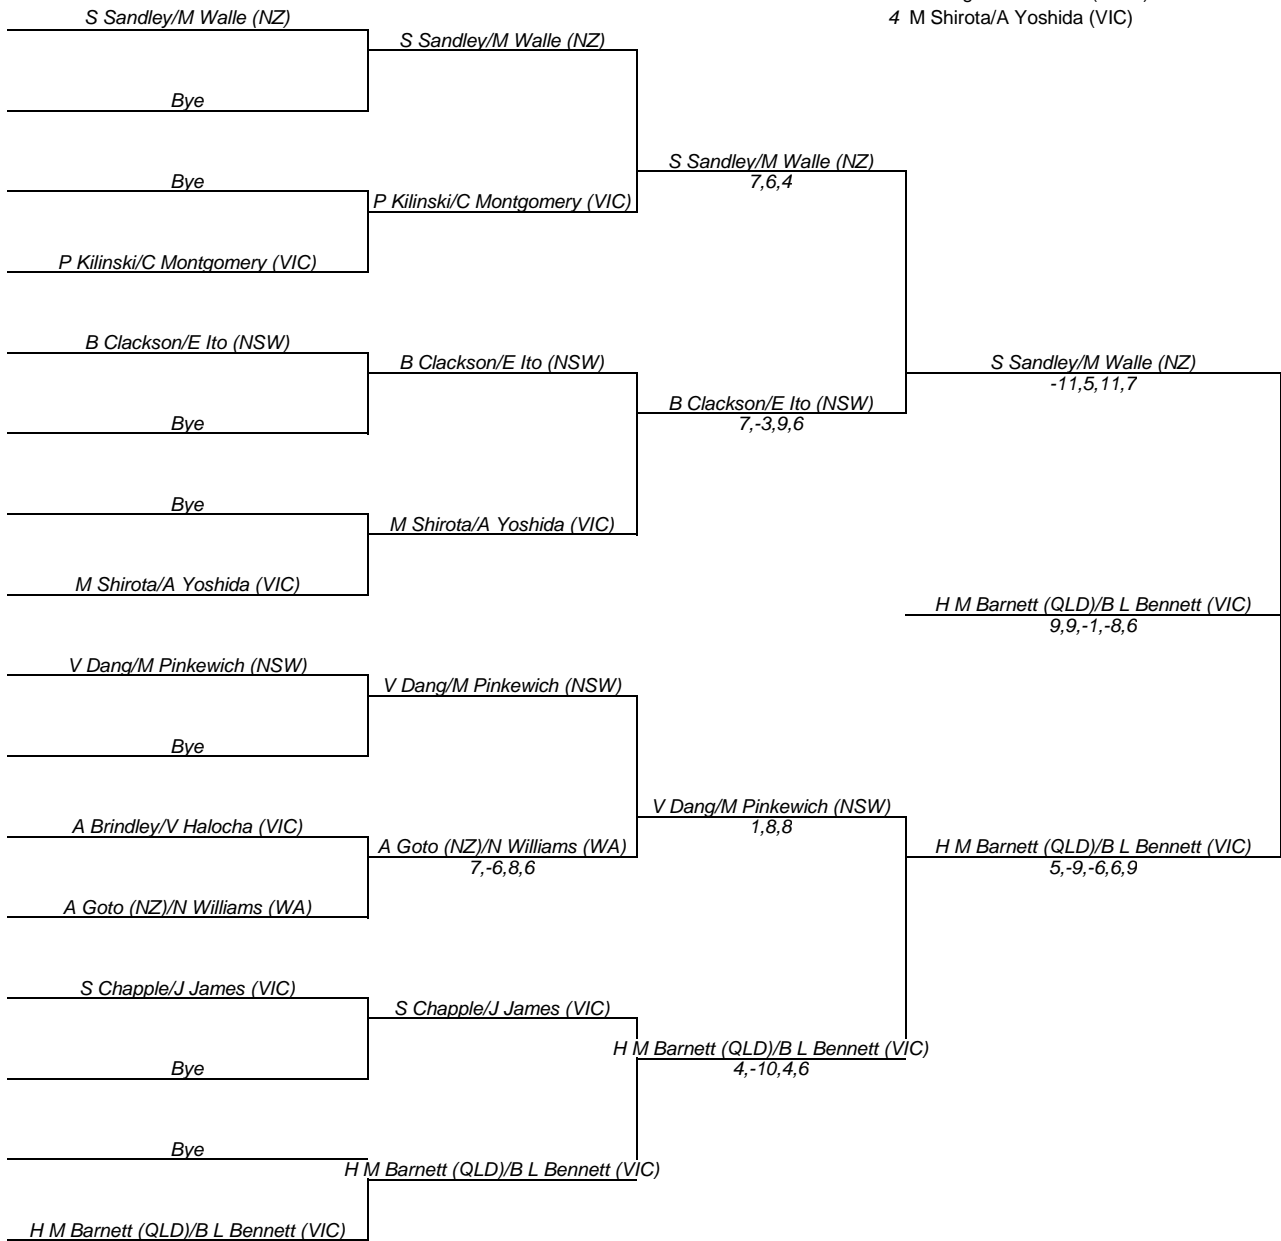 S Sandley/M Walle (NZ)
4 M Shirota/A Yoshida (VIC)
S Sandley/M Walle (NZ)
Bye
S Sandley/M Walle (NZ)
7,6,4
Bye
P Kilinski/C Montgomery (VIC)
P Kilinski/C Montgomery (VIC)
B Clackson/E Ito (NSW)
B Clackson/E Ito (NSW)
S Sandley/M Walle (NZ)
-11,5,11,7
B Clackson/E Ito (NSW)
7,-3,9,6
Bye
Bye
M Shirota/A Yoshida (VIC)
M Shirota/A Yoshida (VIC)
H M Barnett (QLD)/B L Bennett (VIC)
9,9,-1,-8,6
V Dang/M Pinkewich (NSW)
V Dang/M Pinkewich (NSW)
Bye
V Dang/M Pinkewich (NSW)
1,8,8
A Brindley/V Halocha (VIC)
A Goto (NZ)/N Williams (WA)
7,-6,8,6
H M Barnett (QLD)/B L Bennett (VIC)
5,-9,-6,6,9
A Goto (NZ)/N Williams (WA)
S Chapple/J James (VIC)
S Chapple/J James (VIC)
H M Barnett (QLD)/B L Bennett (VIC)
4,-10,4,6
Bye
Bye
H M Barnett (QLD)/B L Bennett (VIC)
H M Barnett (QLD)/B L Bennett (VIC)